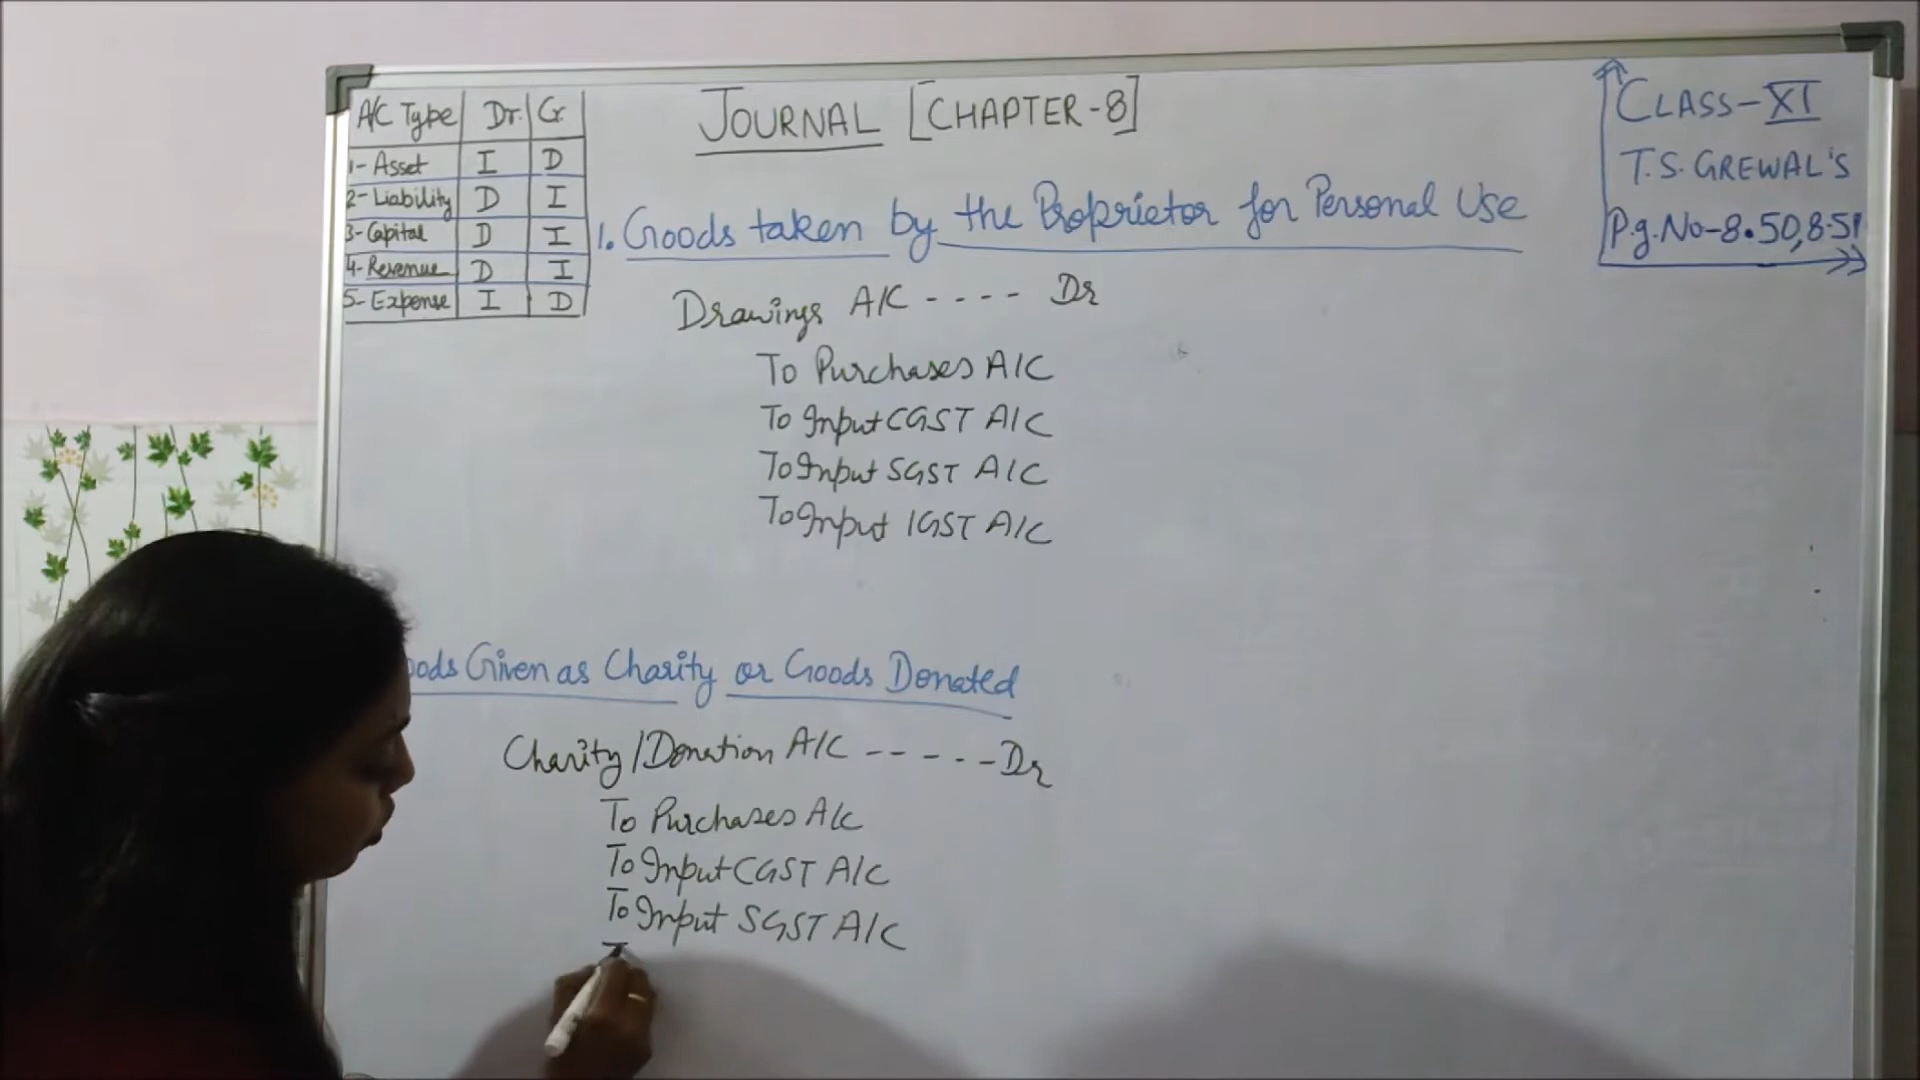 A/C Type Dr. Cr.
1- Asset I D
2- Liability D I
3- Capital D I
4- Revenue D I
5- Expense I D
JOURNAL [CHAPTER-8]
CLASS-XI
T.S. GREWAL'S
P.g.No-8.50,8.51
1. Goods taken by the Proprietor for Personal Use
Drawings A/C ---- Dr
To Purchases A/C
To Input CGST A/C
To Input SGST A/C
To Input IGST A/C
oods Given as Charity or Goods Donated
Charity/Donation A/C ----- Dr
To Purchases A/c
To Input CGST A/C
To Input SGST A/C